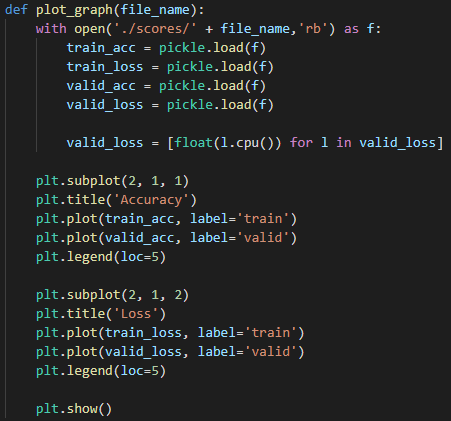 def plot_graph(file_name):
    with open('./scores/' + file_name,'rb') as f:
        train_acc = pickle.load(f)
        train_loss = pickle.load(f)
        valid_acc = pickle.load(f)
        valid_loss = pickle.load(f)

        valid_loss = [float(l.cpu()) for l in valid_loss]

    plt.subplot(2, 1, 1)
    plt.title('Accuracy')
    plt.plot(train_acc, label='train')
    plt.plot(valid_acc, label='valid')
    plt.legend(loc=5)

    plt.subplot(2, 1, 2)
    plt.title('Loss')
    plt.plot(train_loss, label='train')
    plt.plot(valid_loss, label='valid')
    plt.legend(loc=5)

    plt.show()